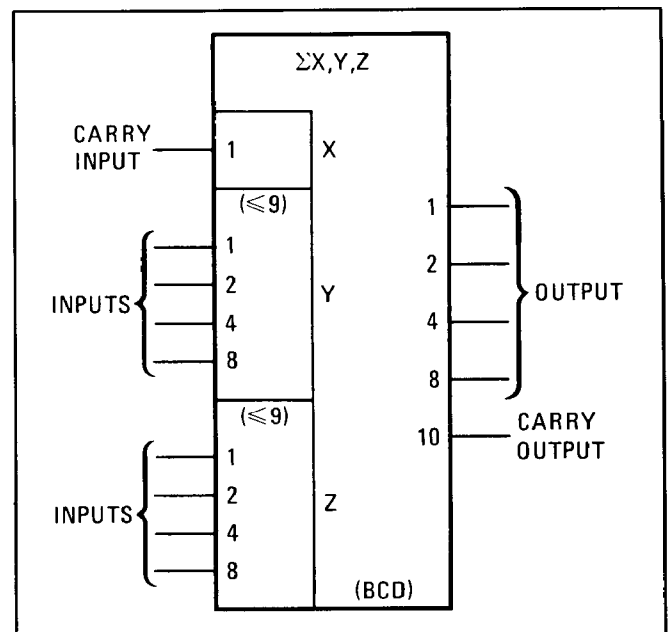 ΣX,Y,Z
CARRY
INPUT
1
X
(≤9)
1
2
4
8
INPUTS
Y
(≤9)
1
2
4
8
INPUTS
Z
1
2
4
8
OUTPUT
10
CARRY
OUTPUT
(BCD)